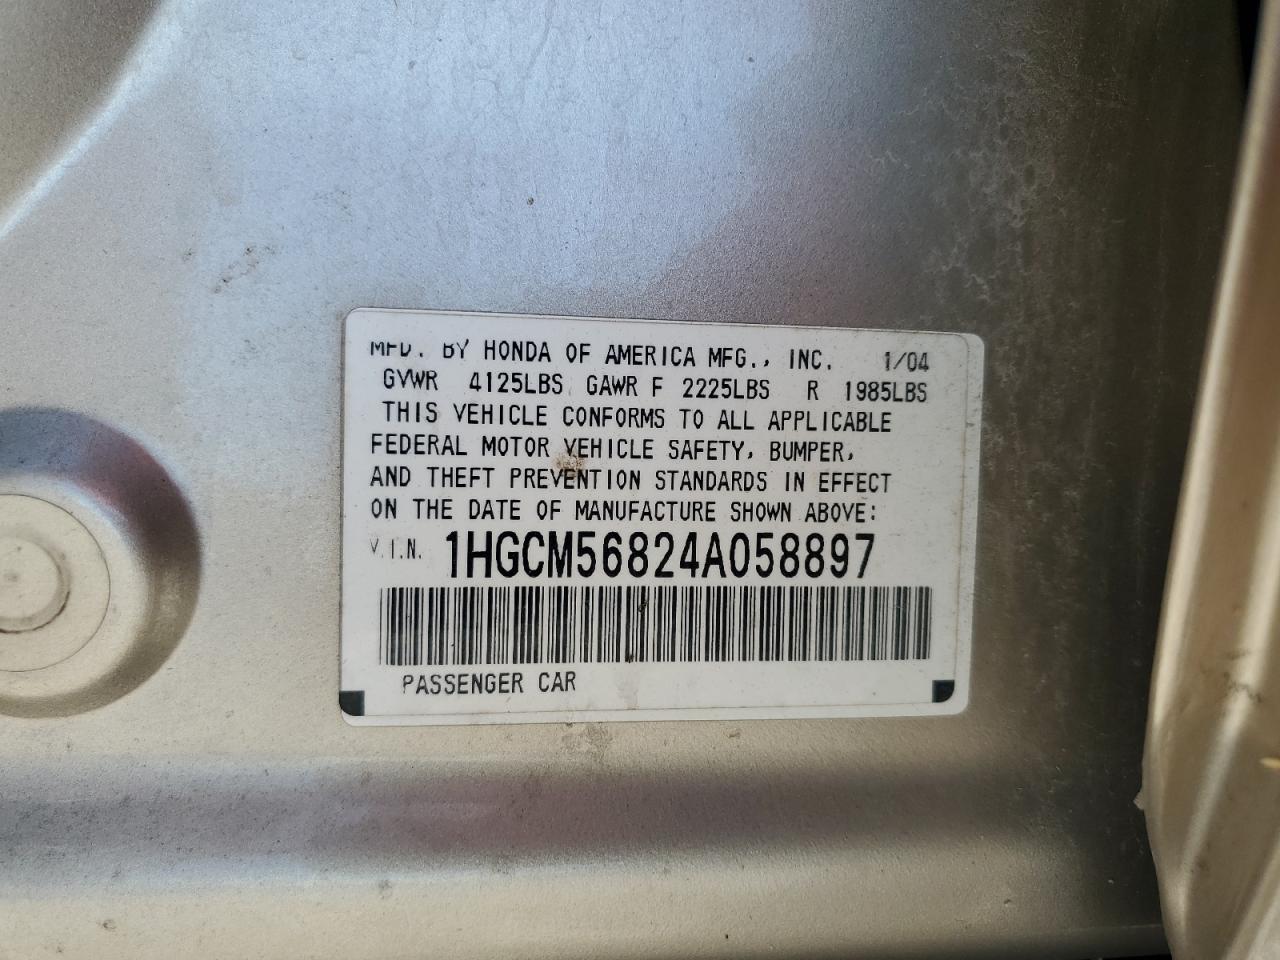 MFD. BY HONDA OF AMERICA MFG., INC. 1/04
GVWR 4125LBS GAWR F 2225LBS R 1985LBS
THIS VEHICLE CONFORMS TO ALL APPLICABLE
FEDERAL MOTOR VEHICLE SAFETY, BUMPER,
AND THEFT PREVENTION STANDARDS IN EFFECT
ON THE DATE OF MANUFACTURE SHOWN ABOVE:
V.I.N. 1HGCM56824A058897
PASSENGER CAR